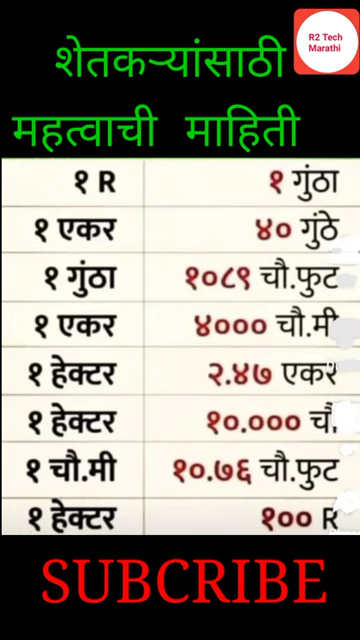 R2 Tech
Marathi
शेतकऱ्यांसाठी
महत्वाची माहिती
१ R १ गुंठा
१ एकर ४० गुंठे
१ गुंठा १०८९ चौ.फुट
१ एकर ४००० चौ.मी
१ हेक्टर २.४७ एकर
१ हेक्टर १०.००० चौ.
१ चौ.मी १०.७६ चौ.फुट
१ हेक्टर १०० R
SUBCRIBE